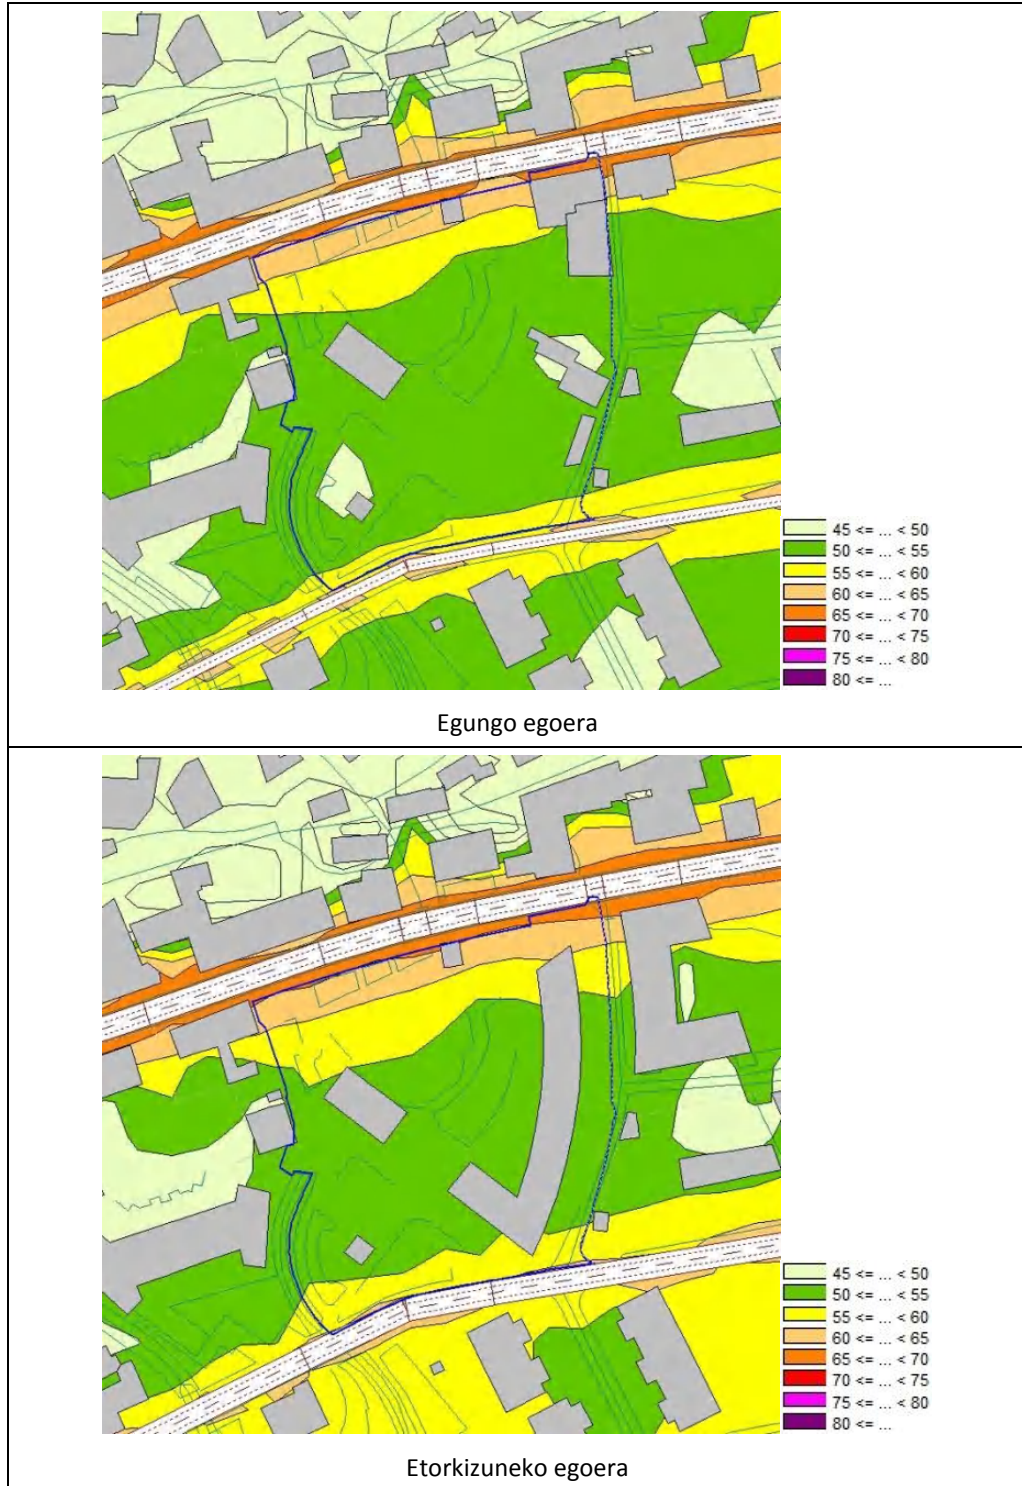 45 <= ... < 50
50 <= ... < 55
55 <= ... < 60
60 <= ... < 65
65 <= ... < 70
70 <= ... < 75
75 <= ... < 80
80 <= ...
Egungo egoera
45 <= ... < 50
50 <= ... < 55
55 <= ... < 60
60 <= ... < 65
65 <= ... < 70
70 <= ... < 75
75 <= ... < 80
80 <= ...
Etorkizuneko egoera